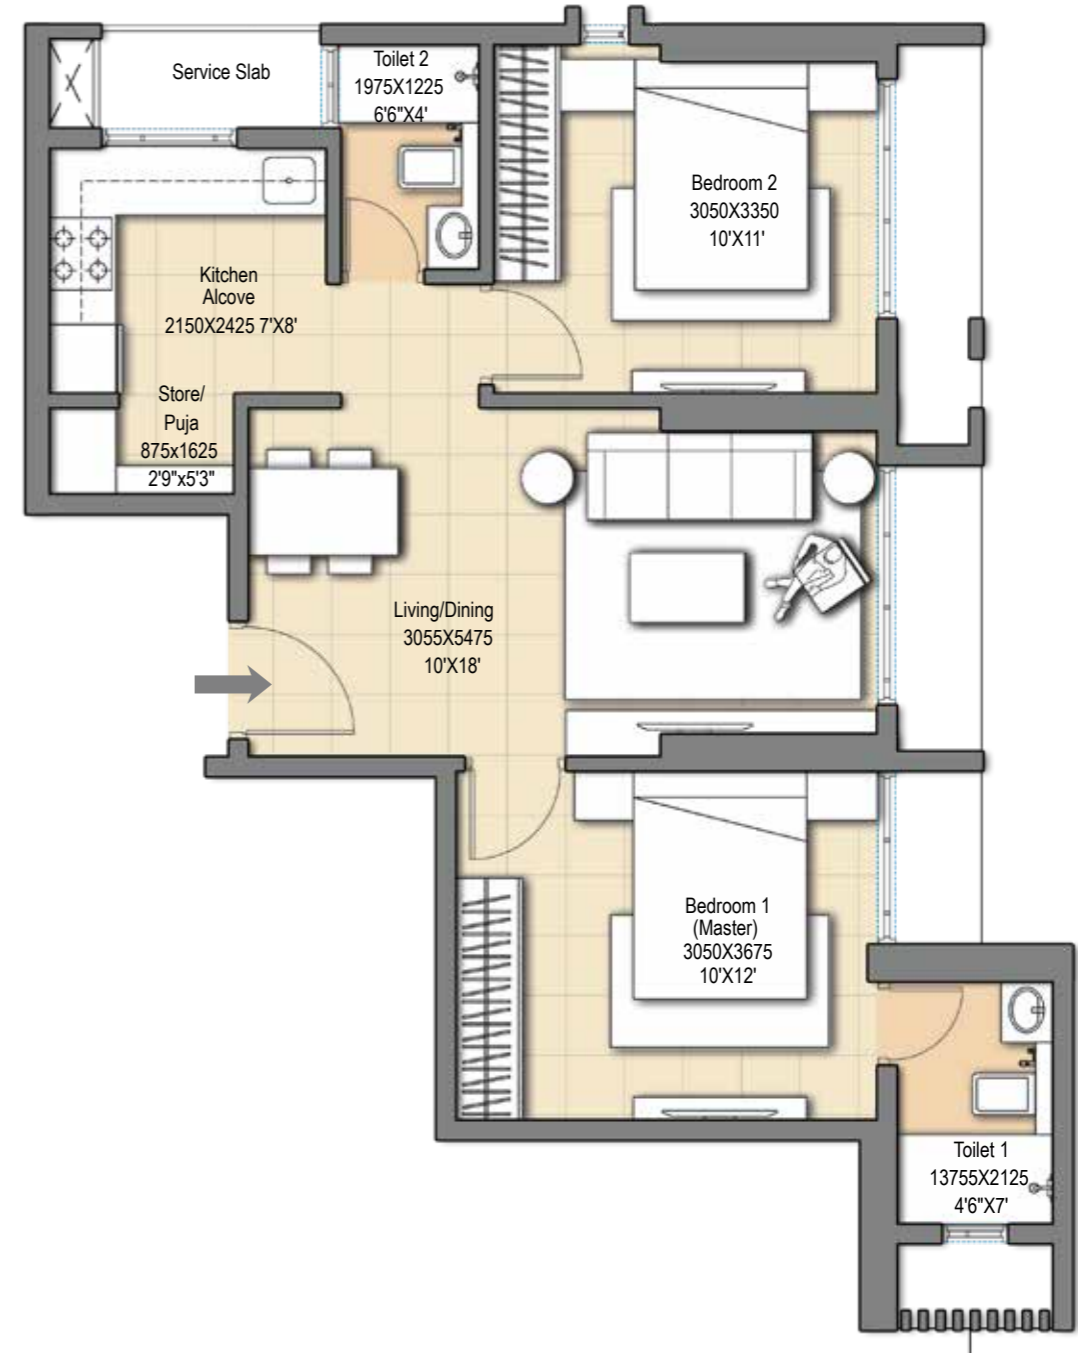 Service Slab
Toilet 2
1975X1225
6'6"X4'
Bedroom 2
3050X3350
10'X11'
Kitchen
Alcove
2150X2425 7'X8'
Store/
Puja
875x1625
2'9"x5'3"
Living/Dining
3055X5475
10'X18'
Bedroom 1
(Master)
3050X3675
10'X12'
Toilet 1
13755X2125
4'6"X7'